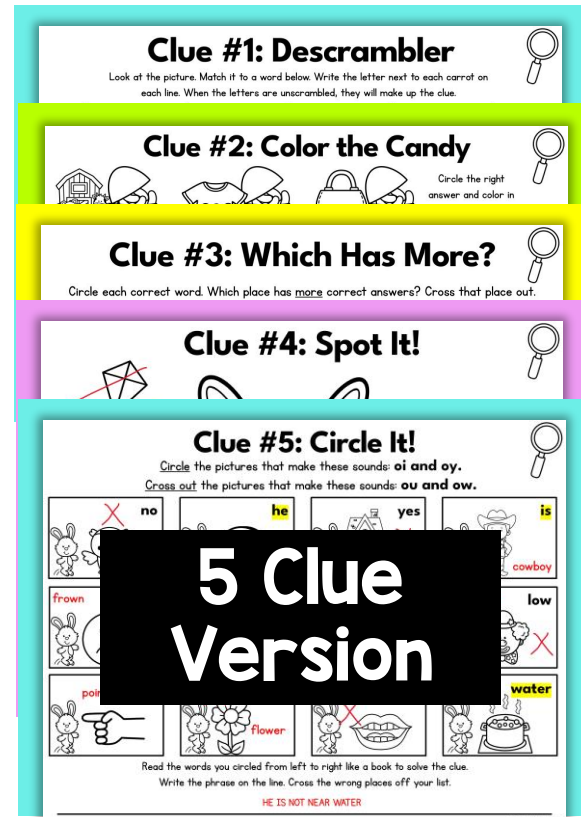 Clue #1: Descrambler
Look at the picture. Match it to a word below. Write the letter next to each carrot on
each line. When the letters are unscrambled, they will make up the clue.
Clue #2: Color the Candy
Circle the right
answer and color in
Clue #3: Which Has More?
Circle each correct word. Which place has more correct answers? Cross that place out.
Clue #4: Spot It!
Clue #5: Circle It!
Circle the pictures that make these sounds: oi and oy.
Cross out the pictures that make these sounds: ou and ow.
no he yes is
cowboy
5 Clue
Version
frown low
water
flower
Read the words you circled from left to right like a book to solve the clue.
Write the phrase on the line. Cross the wrong places off your list.
HE IS NOT NEAR WATER